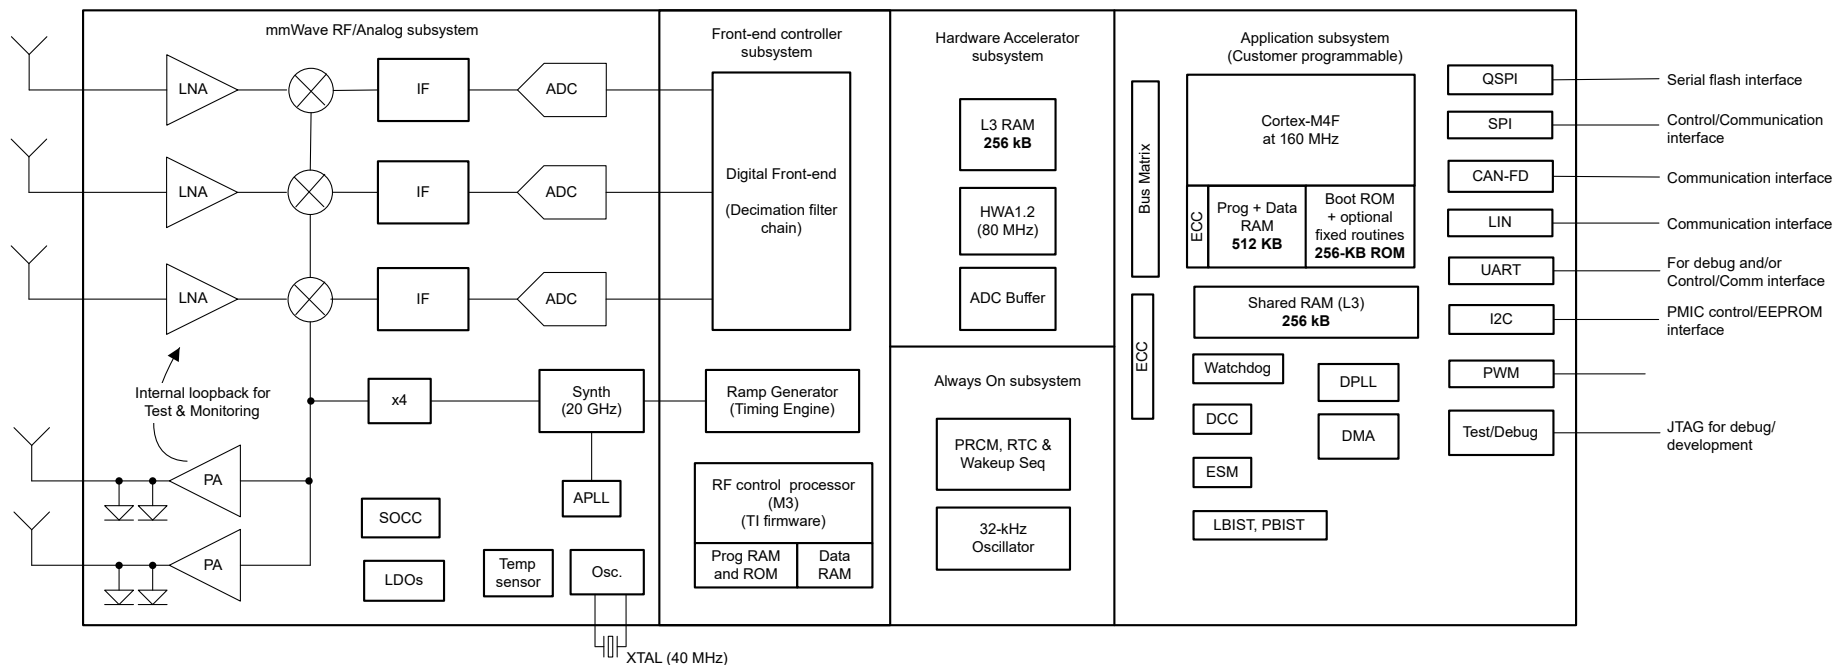 mmWave RF/Analog subsystem
LNA
IF
ADC
LNA
IF
ADC
LNA
IF
ADC
Internal loopback for
Test & Monitoring
x4
Synth
(20 GHz)
PA
APLL
SOCC
PA
LDOs
Temp
sensor
Osc.
XTAL (40 MHz)
Front-end controller
subsystem
Digital Front-end
(Decimation filter
chain)
Ramp Generator
(Timing Engine)
RF control processor
(M3)
(TI firmware)
Prog RAM
and ROM
Data
RAM
Hardware Accelerator
subsystem
L3 RAM
256 kB
HWA1.2
(80 MHz)
ADC Buffer
Always On subsystem
PRCM, RTC &
Wakeup Seq
32-kHz
Oscillator
Application subsystem
(Customer programmable)
Bus Matrix
Cortex-M4F
at 160 MHz
ECC
Prog + Data
RAM
512 KB
Boot ROM
+ optional
fixed routines
256-KB ROM
ECC
Shared RAM (L3)
256 kB
Watchdog
DPLL
DCC
DMA
ESM
LBIST, PBIST
QSPI
Serial flash interface
SPI
Control/Communication
interface
CAN-FD
Communication interface
LIN
Communication interface
UART
For debug and/or
Control/Comm interface
I2C
PMIC control/EEPROM
interface
PWM
Test/Debug
JTAG for debug/
development